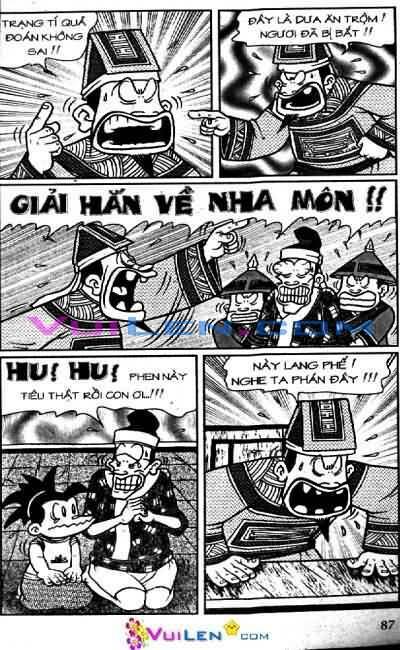 TRẠNG TÍ QUẢ
ĐOÁN KHÔNG
SAI !!
ĐÂY LÀ DƯA ĂN TRỘM !
NGƯƠI ĐÃ BỊ BẮT !!
GIẢI HẮN VỀ NHA MÔN !!
VUILEN.COM
HU! HU! PHEN NÀY
TIÊU THẬT RỒI CON ƠI..!!!
NÀY LANG PHẾ !
NGHE TA PHÁN ĐÂY !!!
87
VUILEN.COM